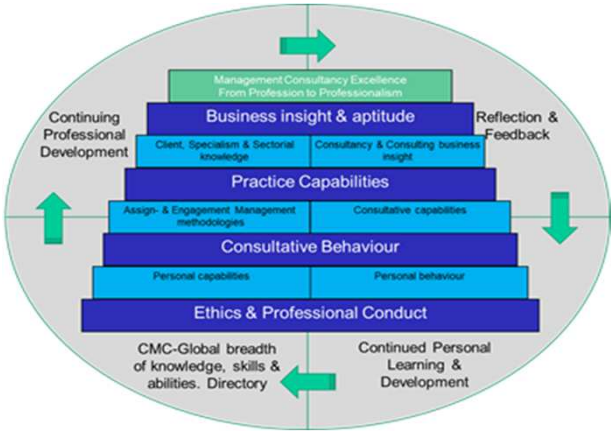 Management Consultancy Excellence
From Profession to Professionalism
Continuing
Professional
Development
Business insight & aptitude
Reflection &
Feedback
Client, Specialism & Sectorial
knowledge
Consultancy & Consulting business
insight
Practice Capabilities
Assign- & Engagement Management
methodologies
Consultative capabilities
Consultative Behaviour
Personal capabilities
Personal behaviour
Ethics & Professional Conduct
CMC-Global breadth
of knowledge, skills &
abilities. Directory
Continued Personal
Learning &
Development